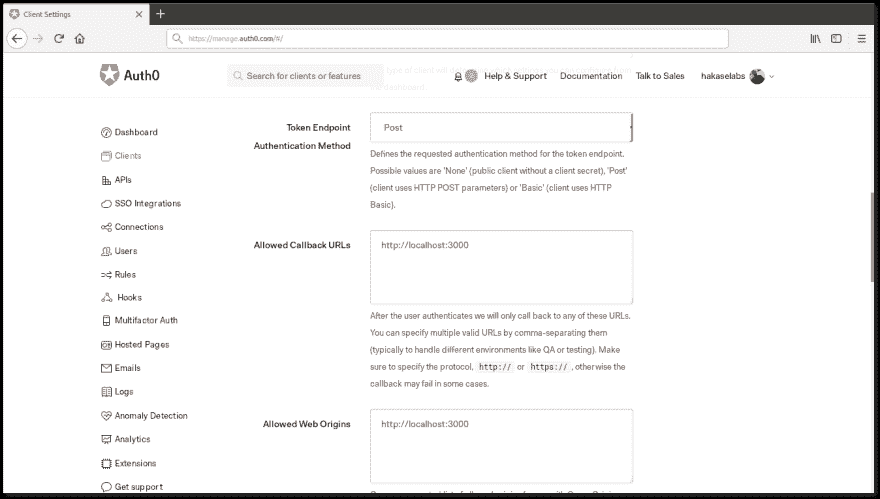 Client Settings
https://manage.auth0.com/#/
Auth0
Search for clients or features
Help & Support
Documentation
Talk to Sales
hakaselabs
Dashboard
Clients
APIs
SSO Integrations
Connections
Users
Rules
Hooks
Multifactor Auth
Hosted Pages
Emails
Logs
Anomaly Detection
Analytics
Extensions
Get support
Token Endpoint
Authentication Method
Post
Defines the requested authentication method for the token endpoint.
Possible values are 'None' (public client without a client secret), 'Post'
(client uses HTTP POST parameters) or 'Basic' (client uses HTTP
Basic).
Allowed Callback URLs
http://localhost:3000
After the user authenticates we will only call back to any of these URLs.
You can specify multiple valid URLs by comma-separating them
(typically to handle different environments like QA or testing). Make
sure to specify the protocol, http:// or https://, otherwise the
callback may fail in some cases.
Allowed Web Origins
http://localhost:3000